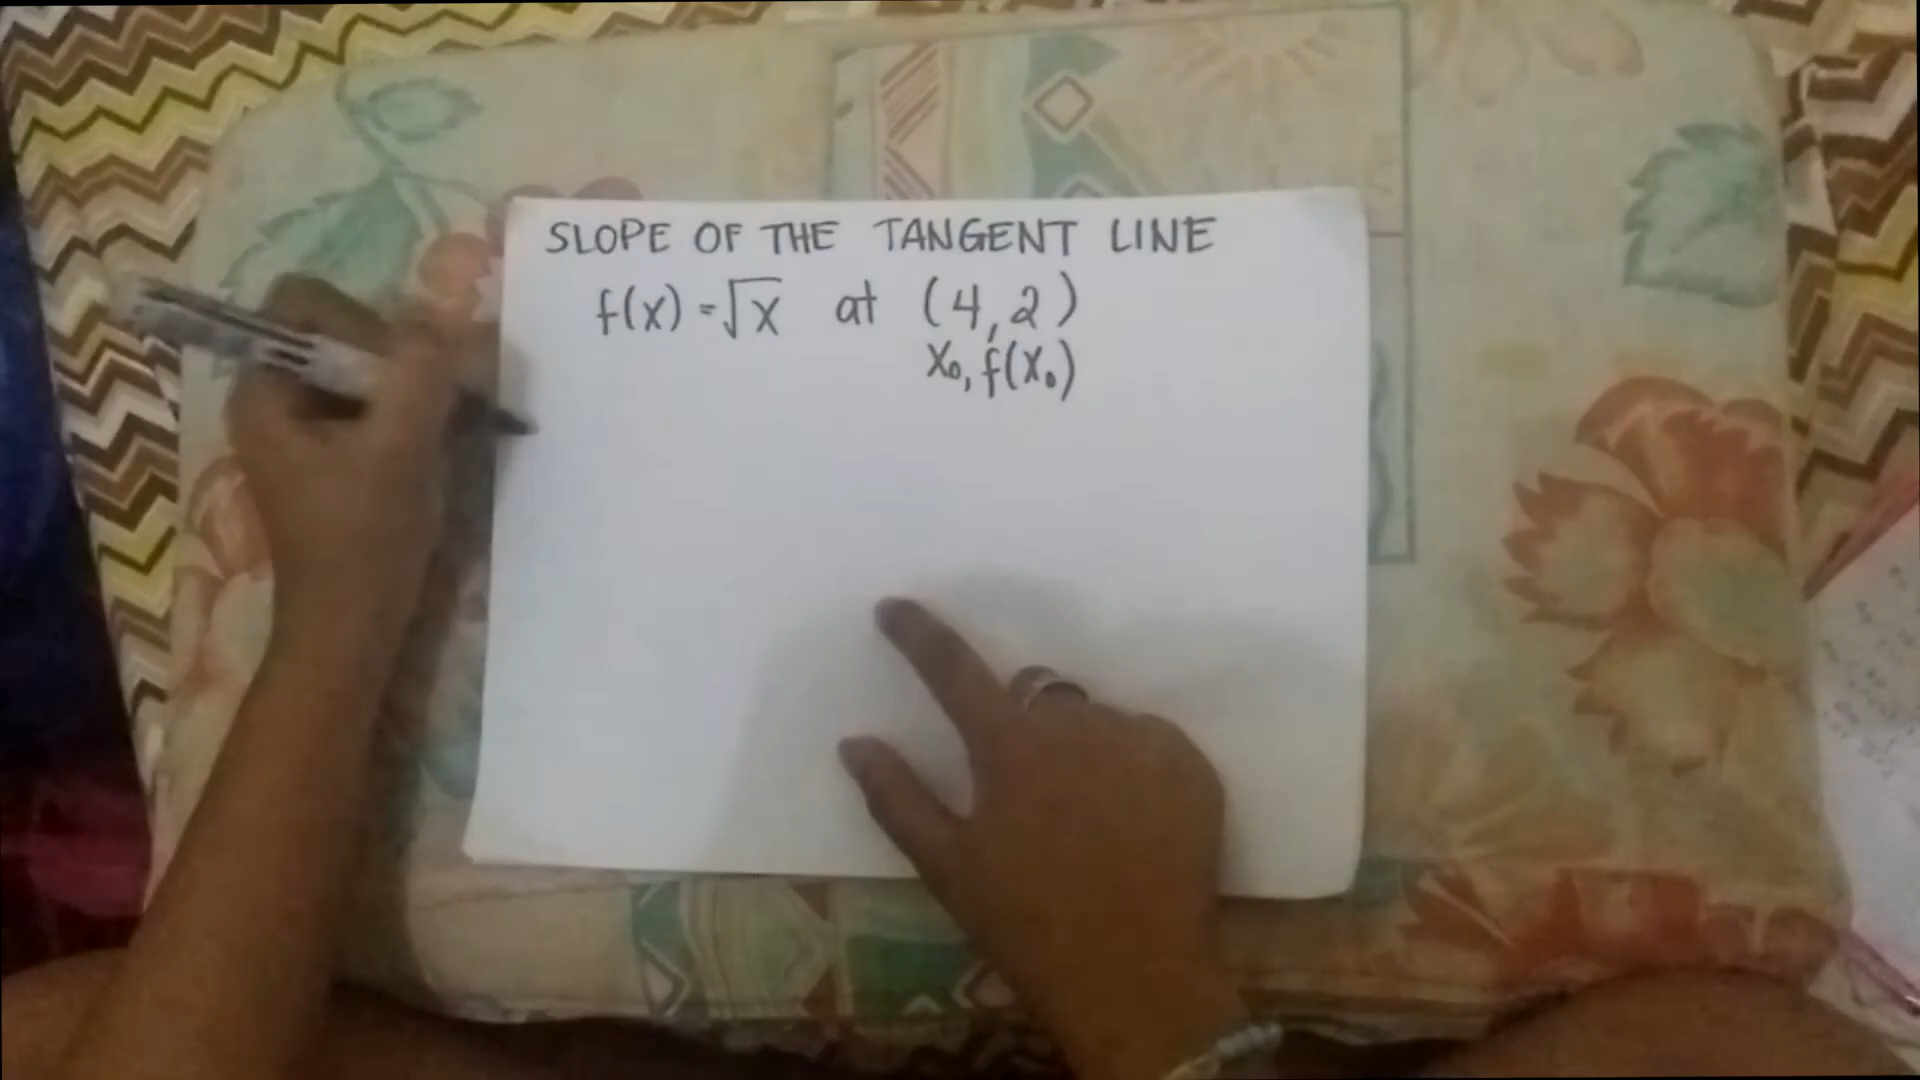 SLOPE OF THE TANGENT LINE
f(x) = √x at (4, 2)
x₀, f(x₀)